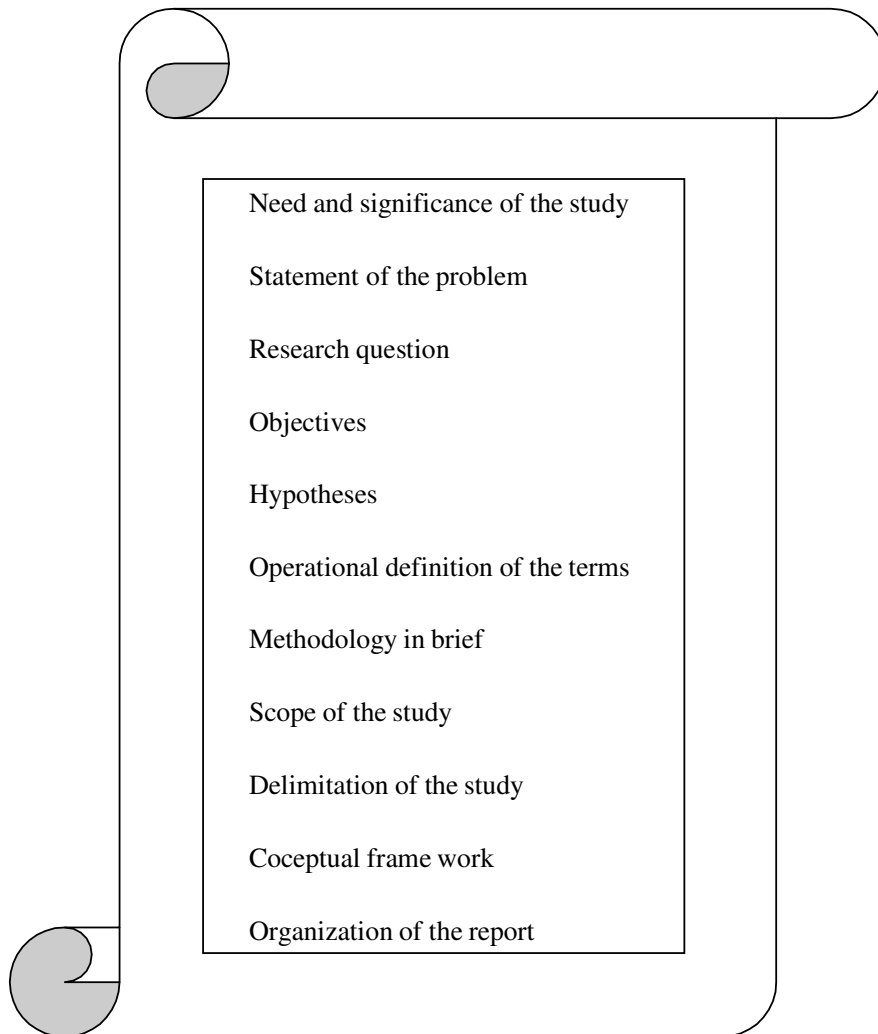 Need and significance of the study
Statement of the problem
Research question
Objectives
Hypotheses
Operational definition of the terms
Methodology in brief
Scope of the study
Delimitation of the study
Coceptual frame work
Organization of the report